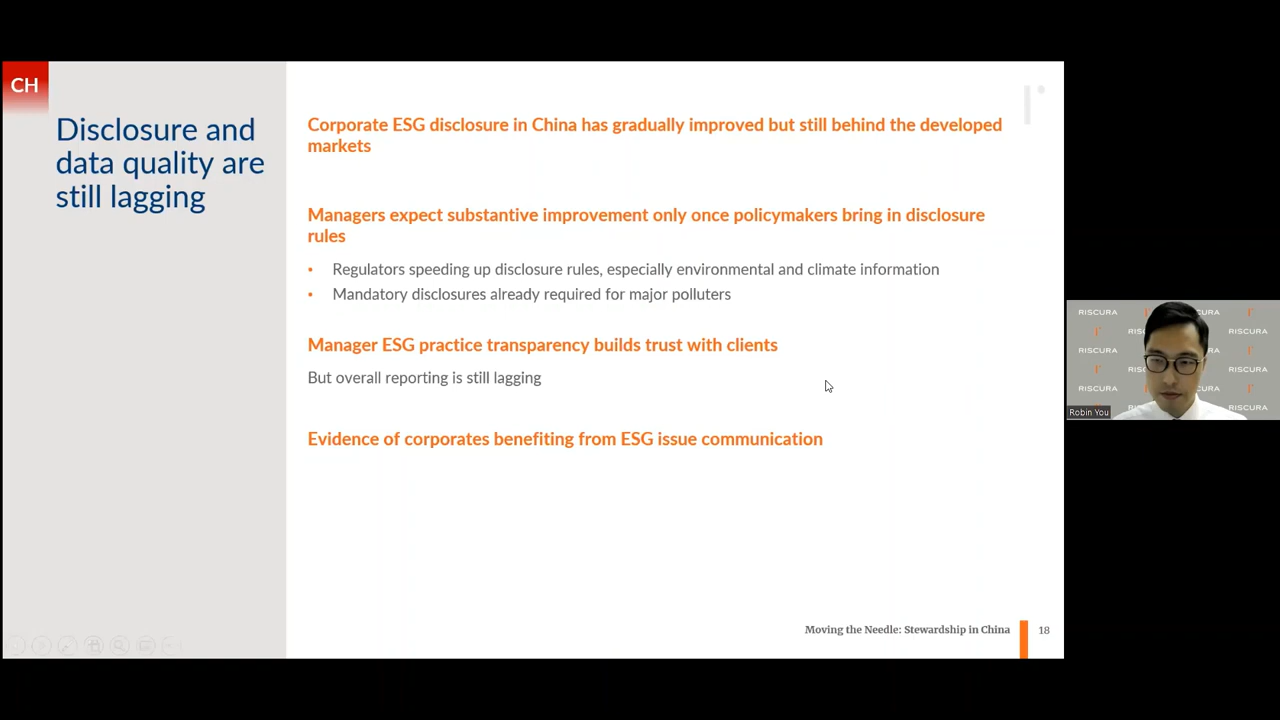 CH
Disclosure and
data quality are
still lagging
Corporate ESG disclosure in China has gradually improved but still behind the developed
markets
Managers expect substantive improvement only once policymakers bring in disclosure
rules
• Regulators speeding up disclosure rules, especially environmental and climate information
• Mandatory disclosures already required for major polluters
Manager ESG practice transparency builds trust with clients
But overall reporting is still lagging
Evidence of corporates benefiting from ESG issue communication
Moving the Needle: Stewardship in China
18
RISCURA
RISCURA
RISCURA
RISCURA
RISCURA
Robin You